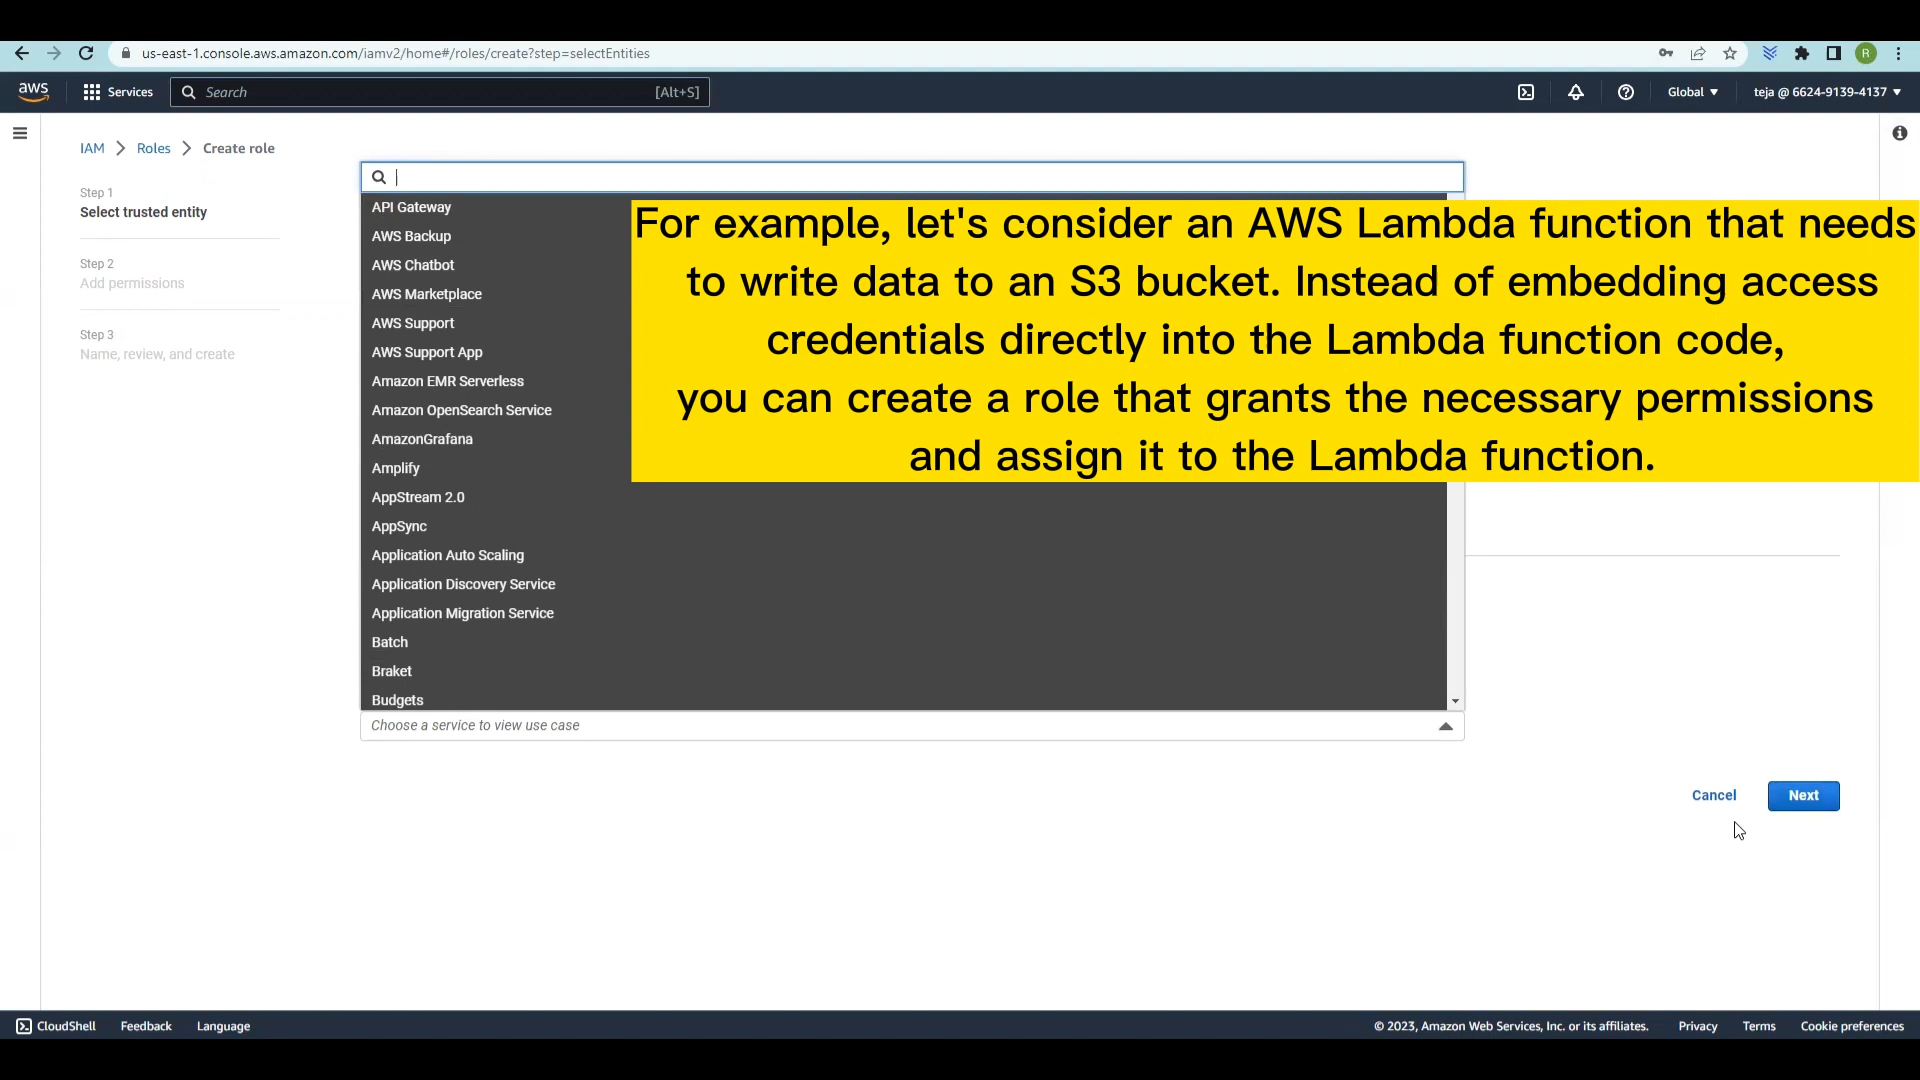 us-east-1.console.aws.amazon.com/iamv2/home#/roles/create?step=selectEntities
R
aws
Services
Search
[Alt+S]
Global
teja @ 6624-9139-4137
IAM > Roles > Create role
Step 1
Select trusted entity
Step 2
Add permissions
Step 3
Name, review, and create
API Gateway
AWS Backup
AWS Chatbot
AWS Marketplace
AWS Support
AWS Support App
Amazon EMR Serverless
Amazon OpenSearch Service
AmazonGrafana
Amplify
AppStream 2.0
AppSync
Application Auto Scaling
Application Discovery Service
Application Migration Service
Batch
Braket
Budgets
Choose a service to view use case
For example, let's consider an AWS Lambda function that needs
to write data to an S3 bucket. Instead of embedding access
credentials directly into the Lambda function code,
you can create a role that grants the necessary permissions
and assign it to the Lambda function.
Cancel
Next
CloudShell
Feedback
Language
© 2023, Amazon Web Services, Inc. or its affiliates.
Privacy
Terms
Cookie preferences